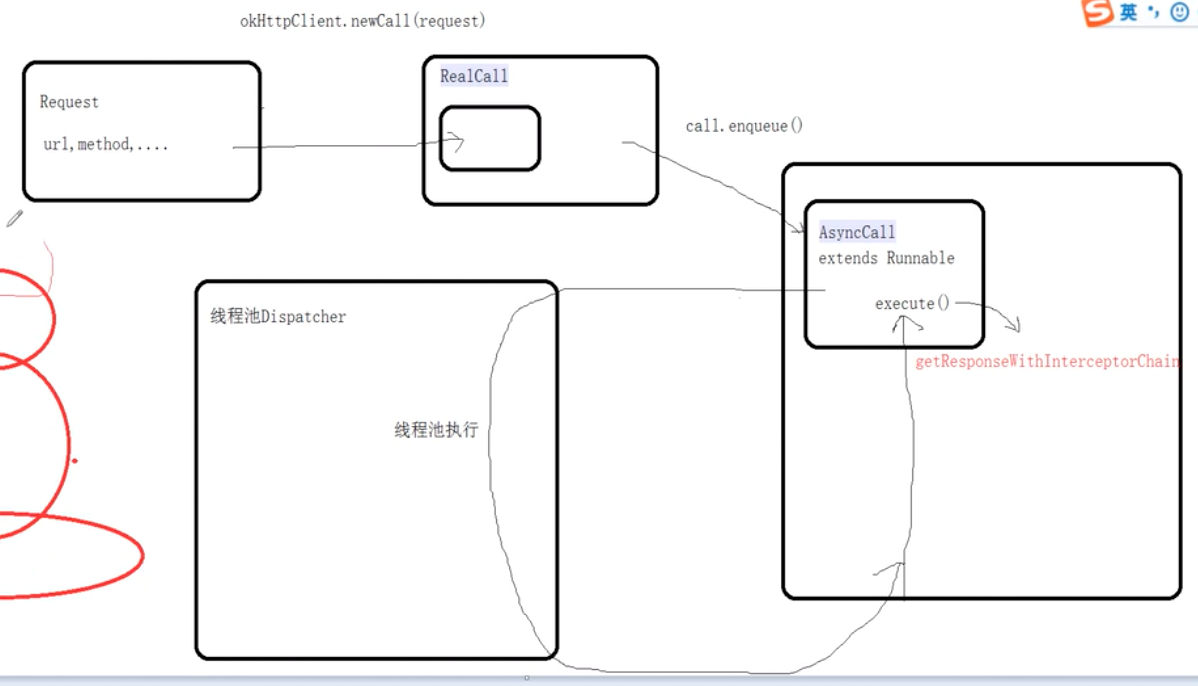 okHttpClient.newCall(request)
英
Request
url,method,....
RealCall
call.enqueue()
AsyncCall
extends Runnable
execute()
getResponseWithInterceptorChain
线程池Dispatcher
线程池执行